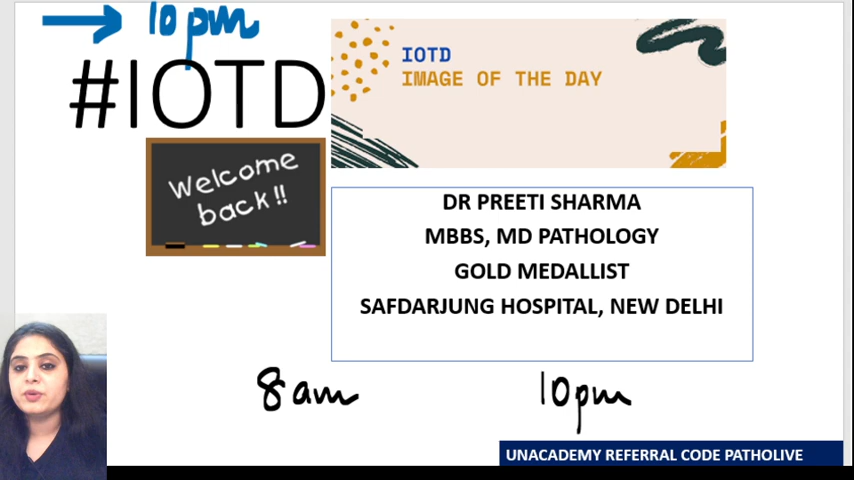 10 pm
#IOTD
IOTD
IMAGE OF THE DAY
Welcome
back!!
DR PREETI SHARMA
MBBS, MD PATHOLOGY
GOLD MEDALLIST
SAFDARJUNG HOSPITAL, NEW DELHI
8 am 10pm
UNACADEMY REFERRAL CODE PATHOLIVE